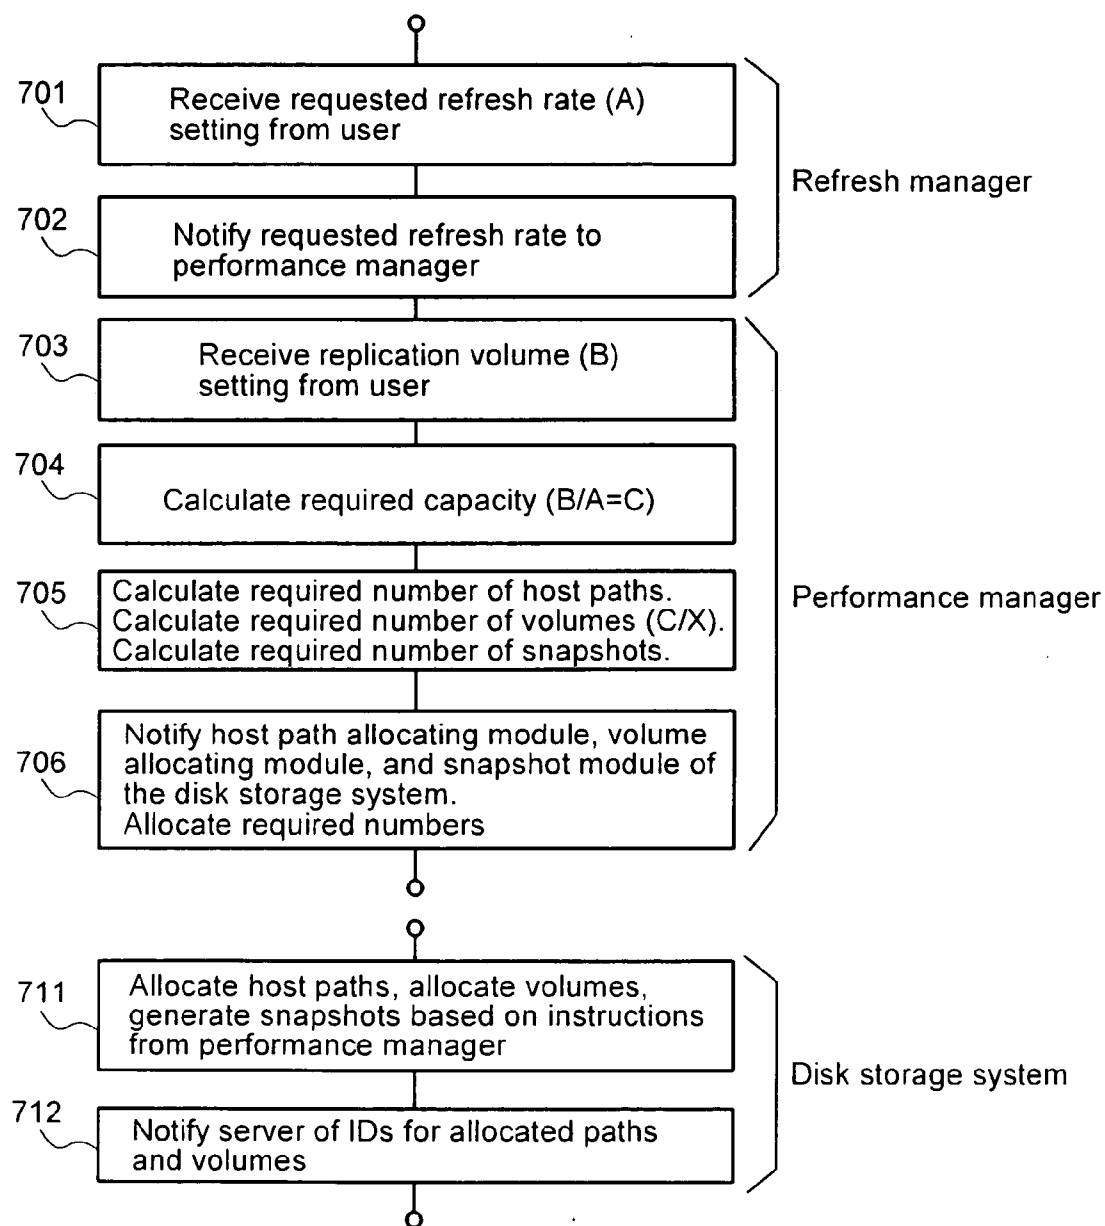 701
Receive requested refresh rate (A)
setting from user
702
Notify requested refresh rate to
performance manager
Refresh manager
703
Receive replication volume (B)
setting from user
704
Calculate required capacity (B/A=C)
705
Calculate required number of host paths.
Calculate required number of volumes (C/X).
Calculate required number of snapshots.
706
Notify host path allocating module, volume
allocating module, and snapshot module of
the disk storage system.
Allocate required numbers
Performance manager
711
Allocate host paths, allocate volumes,
generate snapshots based on instructions
from performance manager
712
Notify server of IDs for allocated paths
and volumes
Disk storage system